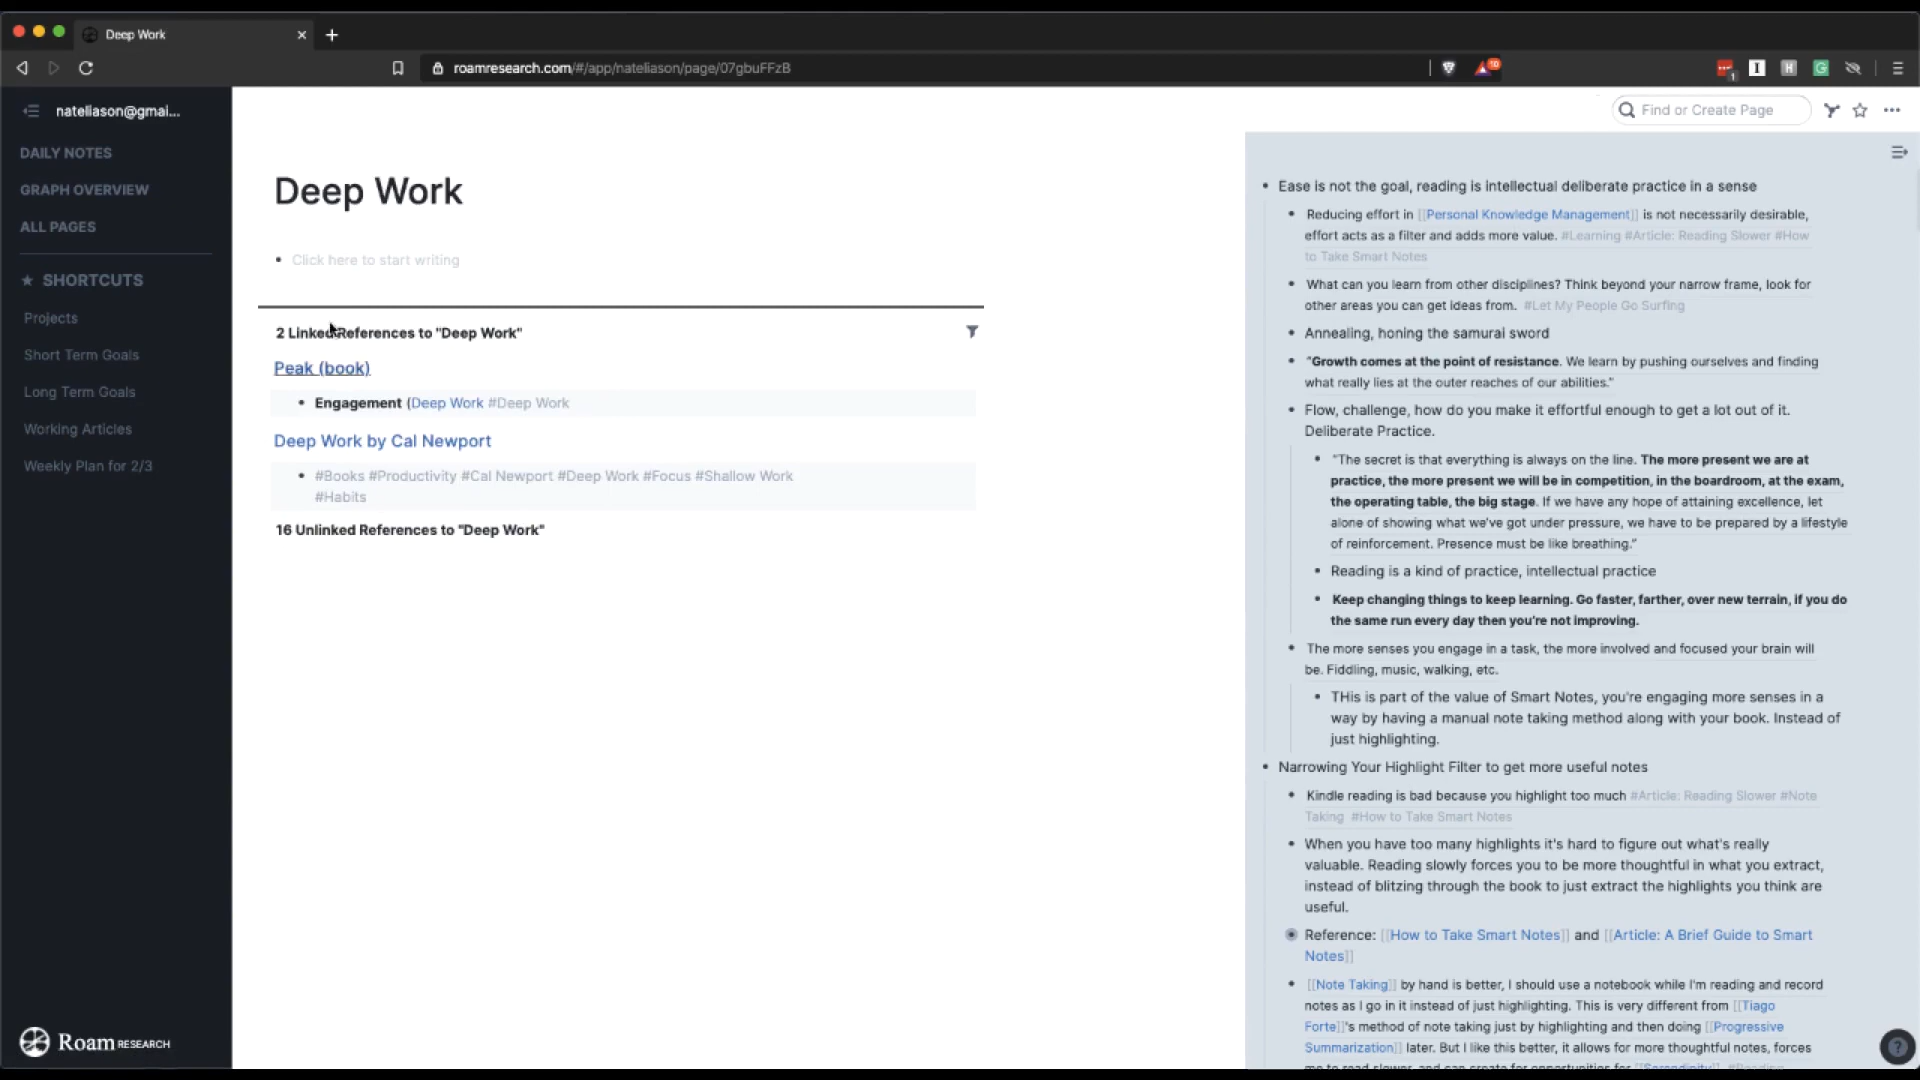 Deep Work
roamresearch.com/#/app/nateliason/page/07gbuFFzB
10
1
nateliason@gmai...
Find or Create Page
DAILY NOTES
GRAPH OVERVIEW
ALL PAGES
SHORTCUTS
Projects
Short Term Goals
Long Term Goals
Working Articles
Weekly Plan for 2/3
Roam RESEARCH
Deep Work
Click here to start writing
2 Linked References to "Deep Work"
Peak (book)
Engagement (Deep Work #Deep Work
Deep Work by Cal Newport
#Books #Productivity #Cal Newport #Deep Work #Focus #Shallow Work
#Habits
16 Unlinked References to "Deep Work"
Ease is not the goal, reading is intellectual deliberate practice in a sense
Reducing effort in [[Personal Knowledge Management]] is not necessarily desirable,
effort acts as a filter and adds more value. #Learning #Article: Reading Slower #How
to Take Smart Notes
What can you learn from other disciplines? Think beyond your narrow frame, look for
other areas you can get ideas from. #Let My People Go Surfing
Annealing, honing the samurai sword
"Growth comes at the point of resistance. We learn by pushing ourselves and finding
what really lies at the outer reaches of our abilities."
Flow, challenge, how do you make it effortful enough to get a lot out of it.
Deliberate Practice.
"The secret is that everything is always on the line. The more present we are at
practice, the more present we will be in competition, in the boardroom, at the exam,
the operating table, the big stage. If we have any hope of attaining excellence, let
alone of showing what we've got under pressure, we have to be prepared by a lifestyle
of reinforcement. Presence must be like breathing."
Reading is a kind of practice, intellectual practice
Keep changing things to keep learning. Go faster, farther, over new terrain, if you do
the same run every day then you're not improving.
The more senses you engage in a task, the more involved and focused your brain will
be. Fiddling, music, walking, etc.
THis is part of the value of Smart Notes, you're engaging more senses in a
way by having a manual note taking method along with your book. Instead of
just highlighting.
Narrowing Your Highlight Filter to get more useful notes
Kindle reading is bad because you highlight too much #Article: Reading Slower #Note
Taking #How to Take Smart Notes
When you have too many highlights it's hard to figure out what's really
valuable. Reading slowly forces you to be more thoughtful in what you extract,
instead of blitzing through the book to just extract the highlights you think are
useful.
Reference: [[How to Take Smart Notes]] and [[Article: A Brief Guide to Smart
Notes]]
[[Note Taking]] by hand is better, I should use a notebook while I'm reading and record
notes as I go in it instead of just highlighting. This is very different from [[Tiago
Forte]]'s method of note taking just by highlighting and then doing [[Progressive
Summarization]] later. But I like this better, it allows for more thoughtful notes, forces
me to read slower, and can create for opportunities for [[Serendipity]]. #Reading